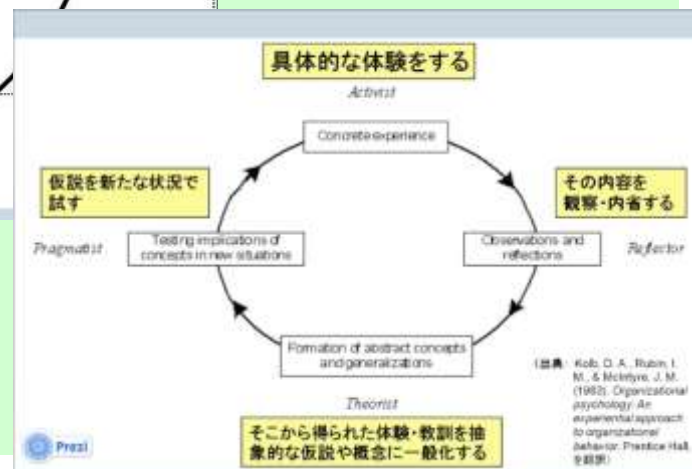 具体的な体験をする
Activist
Concrete experience
仮説を新たな状況で
試す
その内容を
観察・内省する
Pragmatist
Testing implications of
concepts in new situations
Observations and
reflections
Reflector
Formation of abstract concepts
and generalizations
Theorist
そこから得られた体験・教訓を抽
象的な仮説や概念に一般化する
(出典: Kolb, D. A., Rubin, I.
M., & McIntyre, J. M.
Organizational
psychology: An
experiential approach
to organizational
behavior. Prentice Hall.
を翻訳)
Prezi